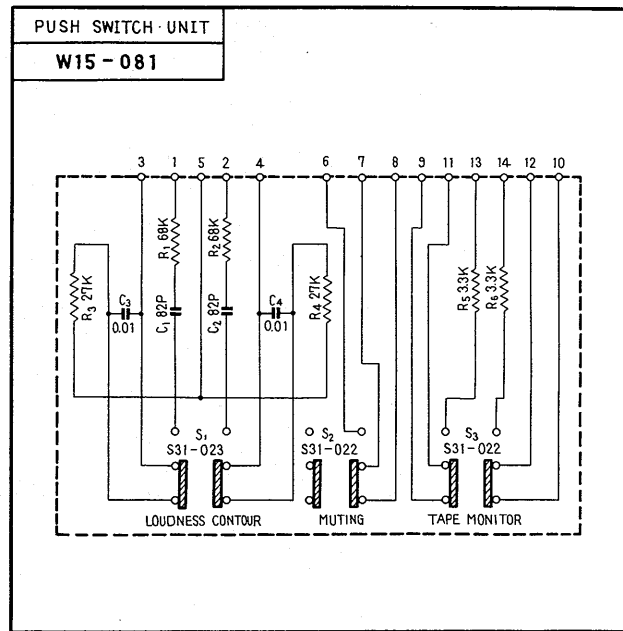 PUSH SWITCH UNIT
W15-081
3 1 5 2 4 6 7 8 9 11 13 14 12 10
R1 68K
R2 68K
R3 27K
C3 0.01
C1 82P
C2 82P
C4 0.01
R4 27K
R5 3.3K
R6 3.3K
S1 S2 S3
S31-023 S31-022 S31-022
LOUDNESS CONTOUR MUTING TAPE MONITOR